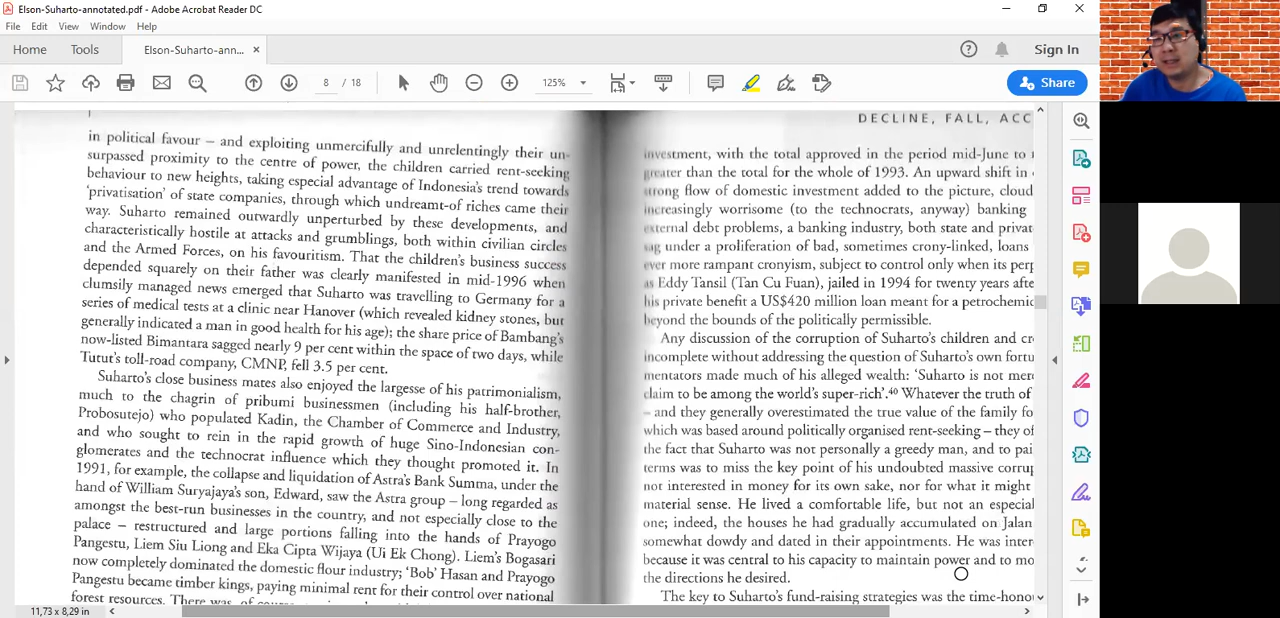 Elson-Suharto-annotated.pdf - Adobe Acrobat Reader DC
File Edit View Window Help
Home Tools Elson-Suharto-ann... × Sign In
8 / 18 125% Share
in political favour – and exploiting unmercifully and unrelentingly their un-
surpassed proximity to the centre of power, the children carried rent-seeking
behaviour to new heights, taking especial advantage of Indonesia's trend towards
'privatisation' of state companies, through which undreamt-of riches came their
way. Suharto remained outwardly unperturbed by these developments, and
characteristically hostile at attacks and grumblings, both within civilian circles
and the Armed Forces, on his favouritism. That the children's business success
depended squarely on their father was clearly manifested in mid-1996 when
clumsily managed news emerged that Suharto was travelling to Germany for a
series of medical tests at a clinic near Hanover (which revealed kidney stones, but
generally indicated a man in good health for his age); the share price of Bambang's
now-listed Bimantara sagged nearly 9 per cent within the space of two days, while
Tutut's toll-road company, CMNP, fell 3.5 per cent.
Suharto's close business mates also enjoyed the largesse of his patrimonialism,
much to the chagrin of pribumi businessmen (including his half-brother,
Probosutejo) who populated Kadin, the Chamber of Commerce and Industry,
and who sought to rein in the rapid growth of huge Sino-Indonesian con-
glomerates and the technocrat influence which they thought promoted it. In
1991, for example, the collapse and liquidation of Astra's Bank Summa, under the
hand of William Suryajaya's son, Edward, saw the Astra group – long regarded as
amongst the best-run businesses in the country, and not especially close to the
palace – restructured and large portions falling into the hands of Prayogo
Pangestu, Liem Siu Liong and Eka Cipta Wijaya (Ui Ek Chong). Liem's Bogasari
now completely dominated the domestic flour industry; 'Bob' Hasan and Prayogo
Pangestu became timber kings, paying minimal rent for their control over national
forest resources. There was, of course,
DECLINE, FALL, ACC
investment, with the total approved in the period mid-June to
greater than the total for the whole of 1993. An upward shift in
strong flow of domestic investment added to the picture, cloud
increasingly worrisome (to the technocrats, anyway) banking
external debt problems, a banking industry, both state and privat
sag under a proliferation of bad, sometimes crony-linked, loans
ever more rampant cronyism, subject to control only when its perp
as Eddy Tansil (Tan Cu Fuan), jailed in 1994 for twenty years afte
his private benefit a US$420 million loan meant for a petrochemic
beyond the bounds of the politically permissible.
Any discussion of the corruption of Suharto's children and cr
incomplete without addressing the question of Suharto's own fortu
mentators made much of his alleged wealth: 'Suharto is not mer
claim to be among the world's super-rich'.40 Whatever the truth of
– and they generally overestimated the true value of the family fo
which was based around politically organised rent-seeking – they of
the fact that Suharto was not personally a greedy man, and to pai
terms was to miss the key point of his undoubted massive corrup
not interested in money for its own sake, nor for what it might
material sense. He lived a comfortable life, but not an especial
one; indeed, the houses he had gradually accumulated on Jalan
somewhat dowdy and dated in their appointments. He was inter
because it was central to his capacity to maintain power and to mo
the directions he desired.
The key to Suharto's fund-raising strategies was the time-hono
11,73 x 8,29 in